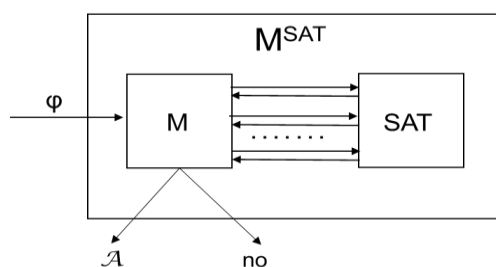 M^SAT
φ
M
SAT
.......
𝒜
no